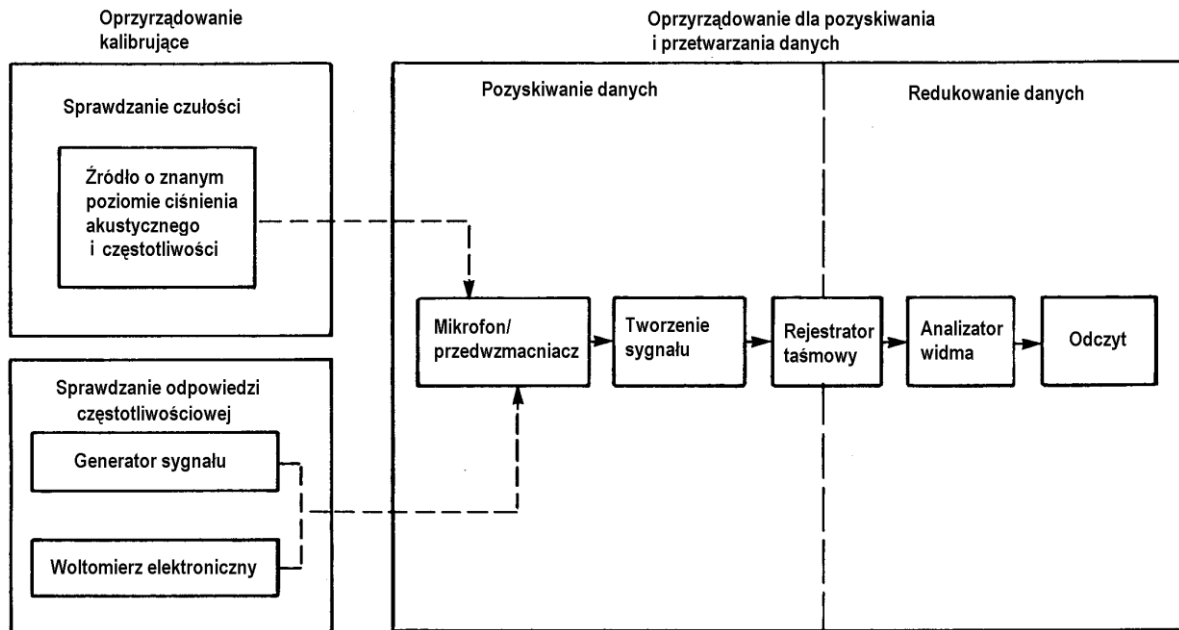 Oprzyrządowanie
kalibrujące
Sprawdzanie czułości
Źródło o znanym
poziomie ciśnienia
akustycznego
i częstotliwości
Sprawdzanie odpowiedzi
częstotliwościowej
Generator sygnału
Woltomierz elektroniczny
Oprzyrządowanie dla pozyskiwania
i przetwarzania danych
Pozyskiwanie danych
Redukowanie danych
Mikrofon/
przedwzmacniacz
Tworzenie
sygnału
Rejestrator
taśmowy
Analizator
widma
Odczyt